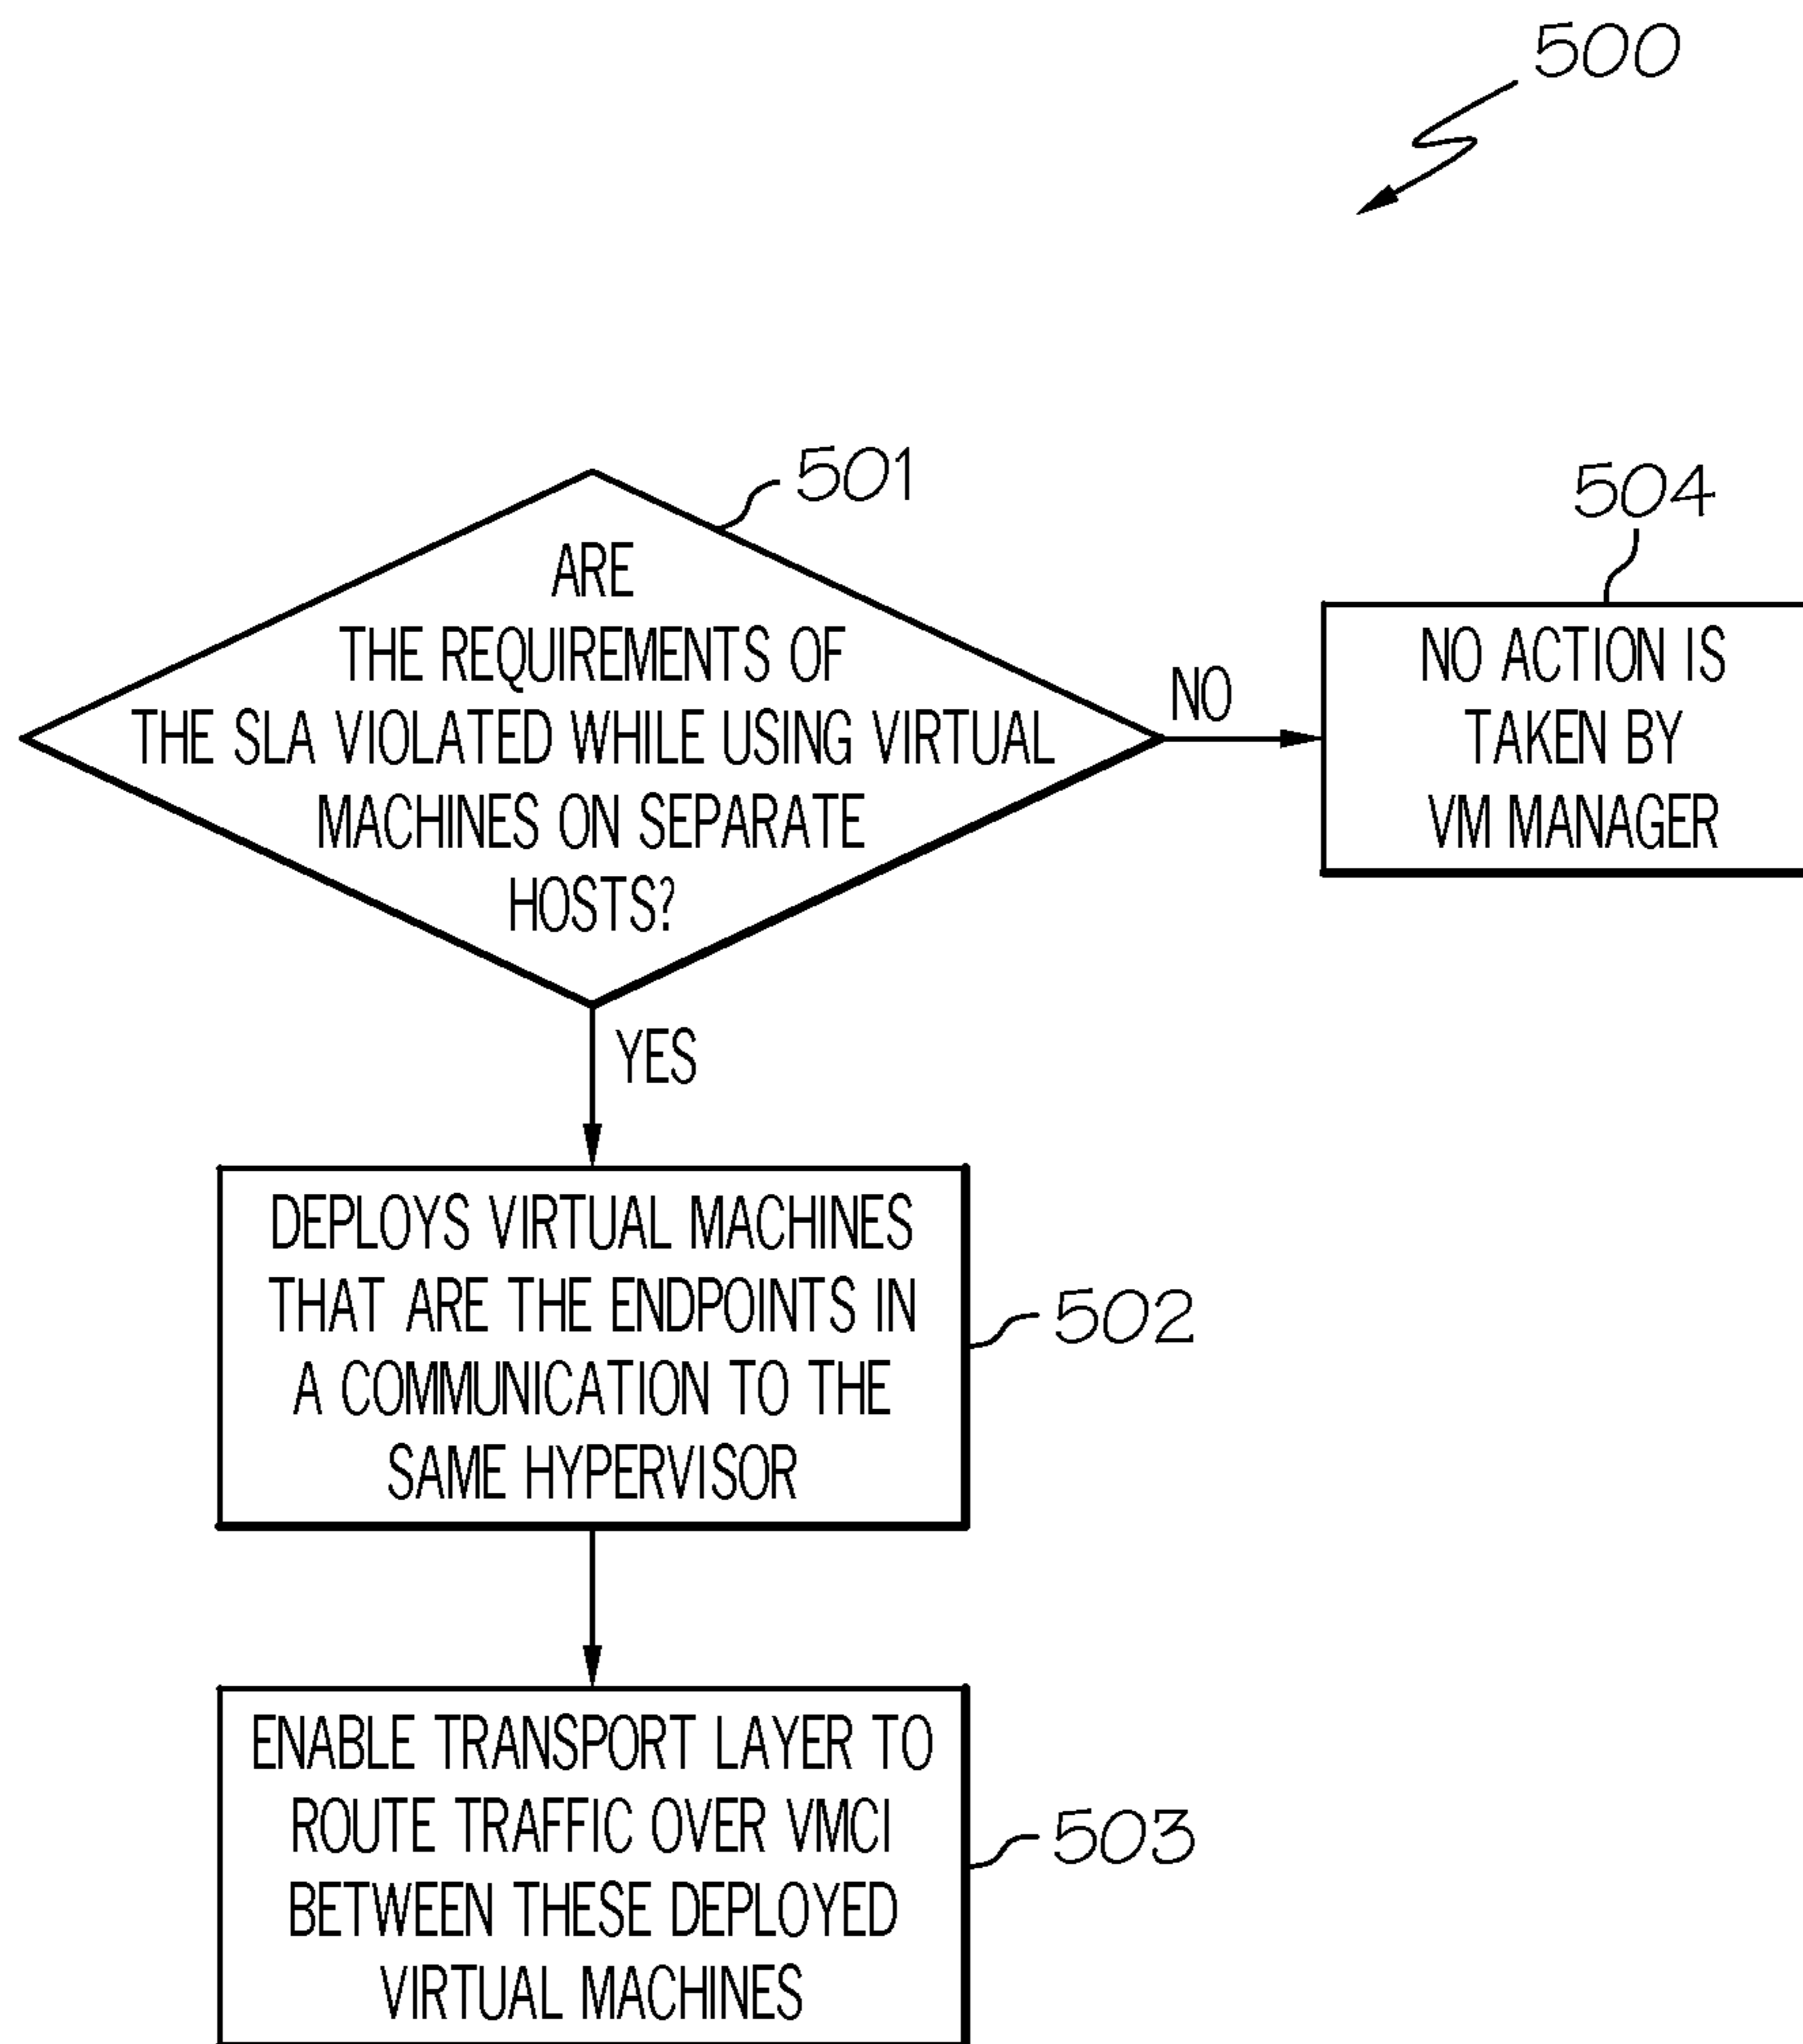 500
501
ARE
THE REQUIREMENTS OF
THE SLA VIOLATED WHILE USING VIRTUAL
MACHINES ON SEPARATE
HOSTS?
NO
504
NO ACTION IS
TAKEN BY
VM MANAGER
YES
DEPLOYS VIRTUAL MACHINES
THAT ARE THE ENDPOINTS IN
A COMMUNICATION TO THE
SAME HYPERVISOR
502
ENABLE TRANSPORT LAYER TO
ROUTE TRAFFIC OVER VMCI
BETWEEN THESE DEPLOYED
VIRTUAL MACHINES
503